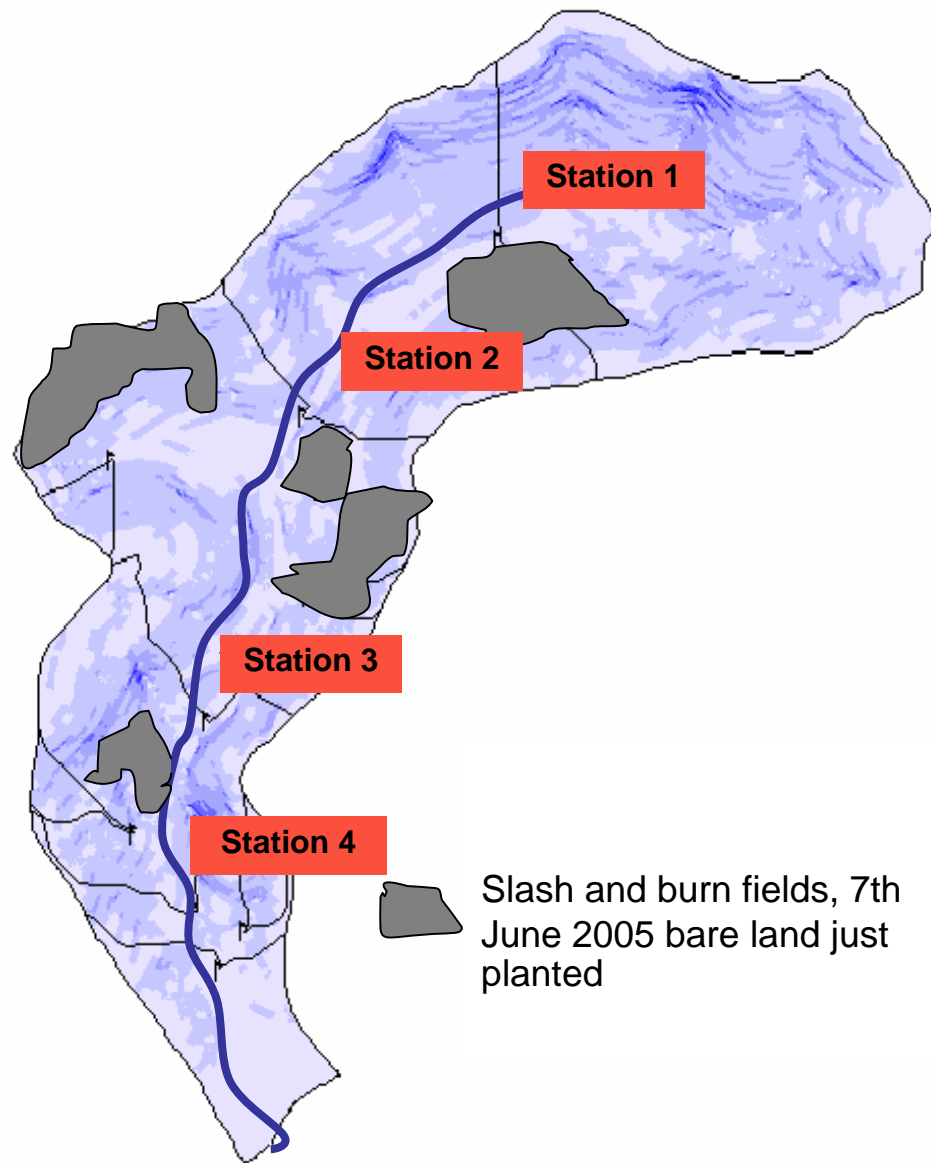 Station 1
Station 2
Station 3
Station 4
Slash and burn fields, 7th
June 2005 bare land just
planted